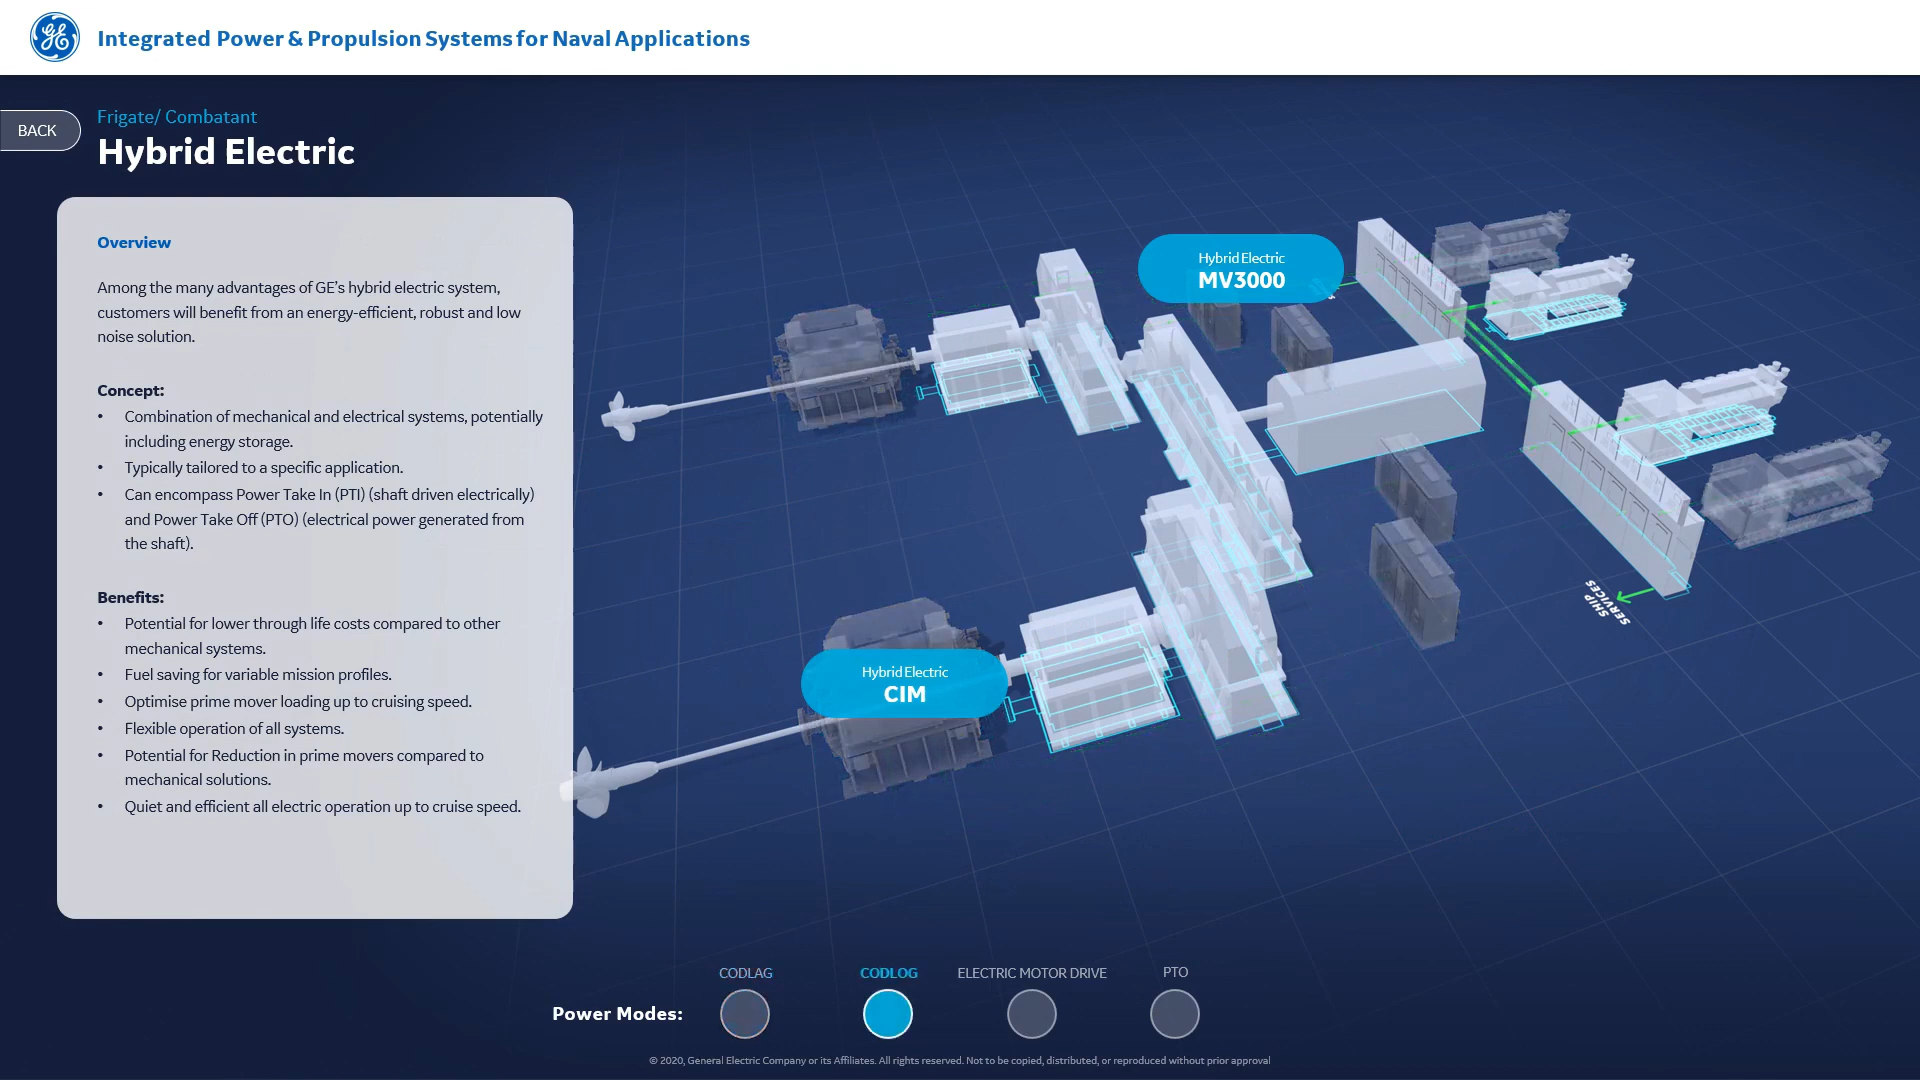 Integrated Power & Propulsion Systems for Naval Applications
BACK
Frigate/ Combatant
Hybrid Electric
Overview
Among the many advantages of GE's hybrid electric system,
customers will benefit from an energy-efficient, robust and low
noise solution.
Concept:
• Combination of mechanical and electrical systems, potentially
including energy storage.
• Typically tailored to a specific application.
• Can encompass Power Take In (PTI) (shaft driven electrically)
and Power Take Off (PTO) (electrical power generated from
the shaft).
Benefits:
• Potential for lower through life costs compared to other
mechanical systems.
• Fuel saving for variable mission profiles.
• Optimise prime mover loading up to cruising speed.
• Flexible operation of all systems.
• Potential for Reduction in prime movers compared to
mechanical solutions.
• Quiet and efficient all electric operation up to cruise speed.
Hybrid Electric
MV3000
Hybrid Electric
CIM
SHIP
SERVICES
Power Modes:
CODLAG
CODLOG
ELECTRIC MOTOR DRIVE
PTO
© 2020, General Electric Company or its Affiliates. All rights reserved. Not to be copied, distributed, or reproduced without prior approval